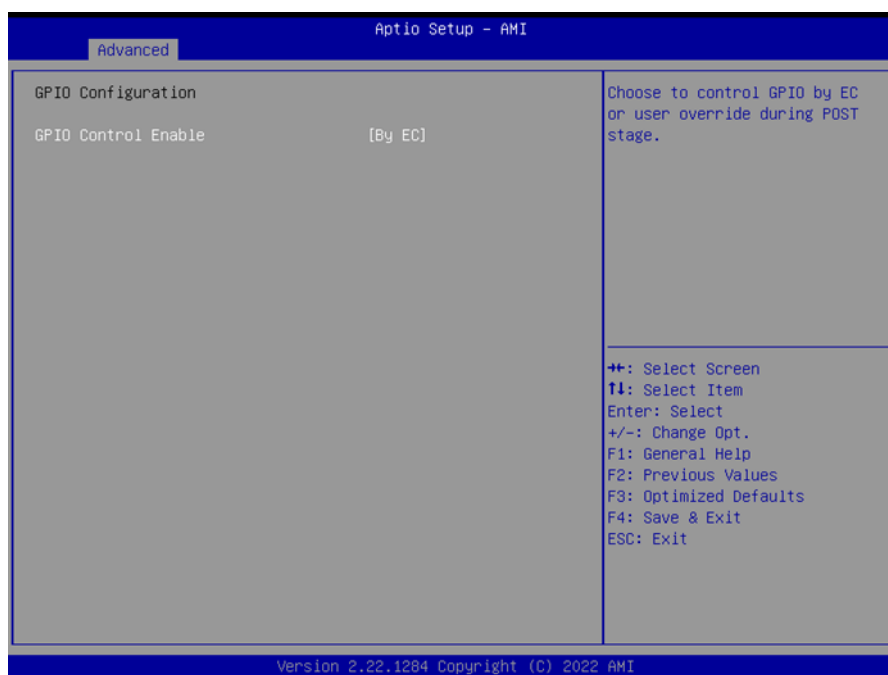 Aptio Setup – AMI
Advanced
GPIO Configuration
GPIO Control Enable [By EC]
Choose to control GPIO by EC
or user override during POST
stage.
→←: Select Screen
↑↓: Select Item
Enter: Select
+/-: Change Opt.
F1: General Help
F2: Previous Values
F3: Optimized Defaults
F4: Save & Exit
ESC: Exit
Version 2.22.1284 Copyright (C) 2022 AMI